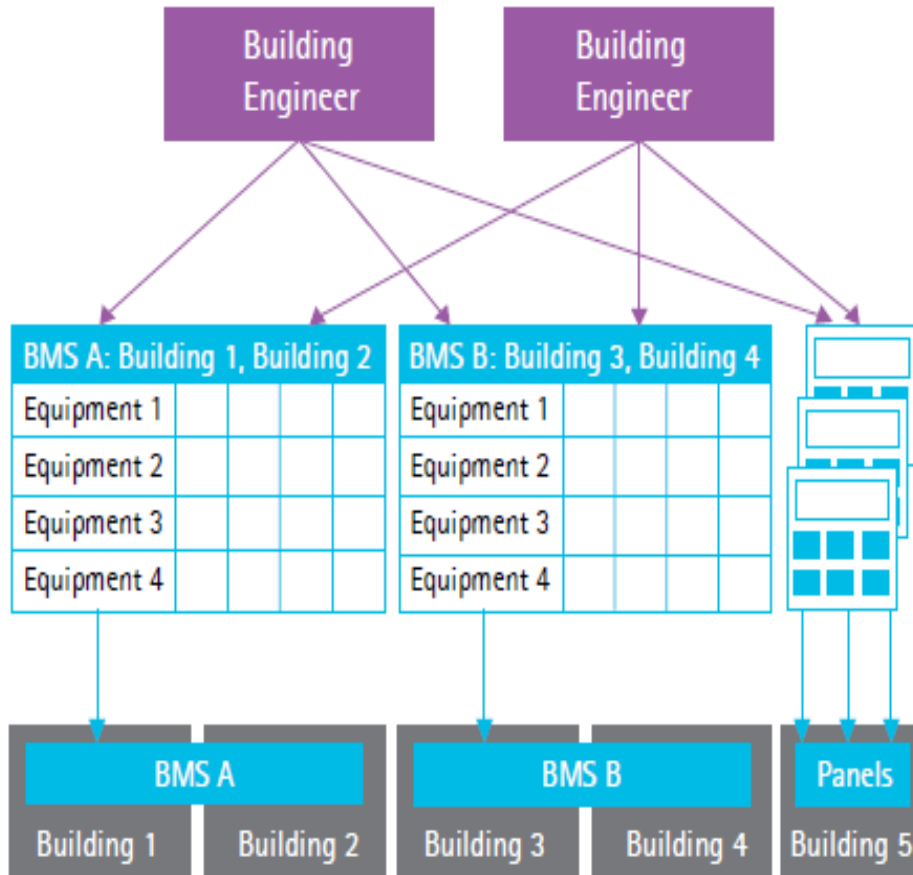 Building
Engineer
Building
Engineer
BMS A: Building 1, Building 2
Equipment 1
Equipment 2
Equipment 3
Equipment 4
BMS B: Building 3, Building 4
Equipment 1
Equipment 2
Equipment 3
Equipment 4
BMS A
BMS B
Panels
Building 1
Building 2
Building 3
Building 4
Building 5